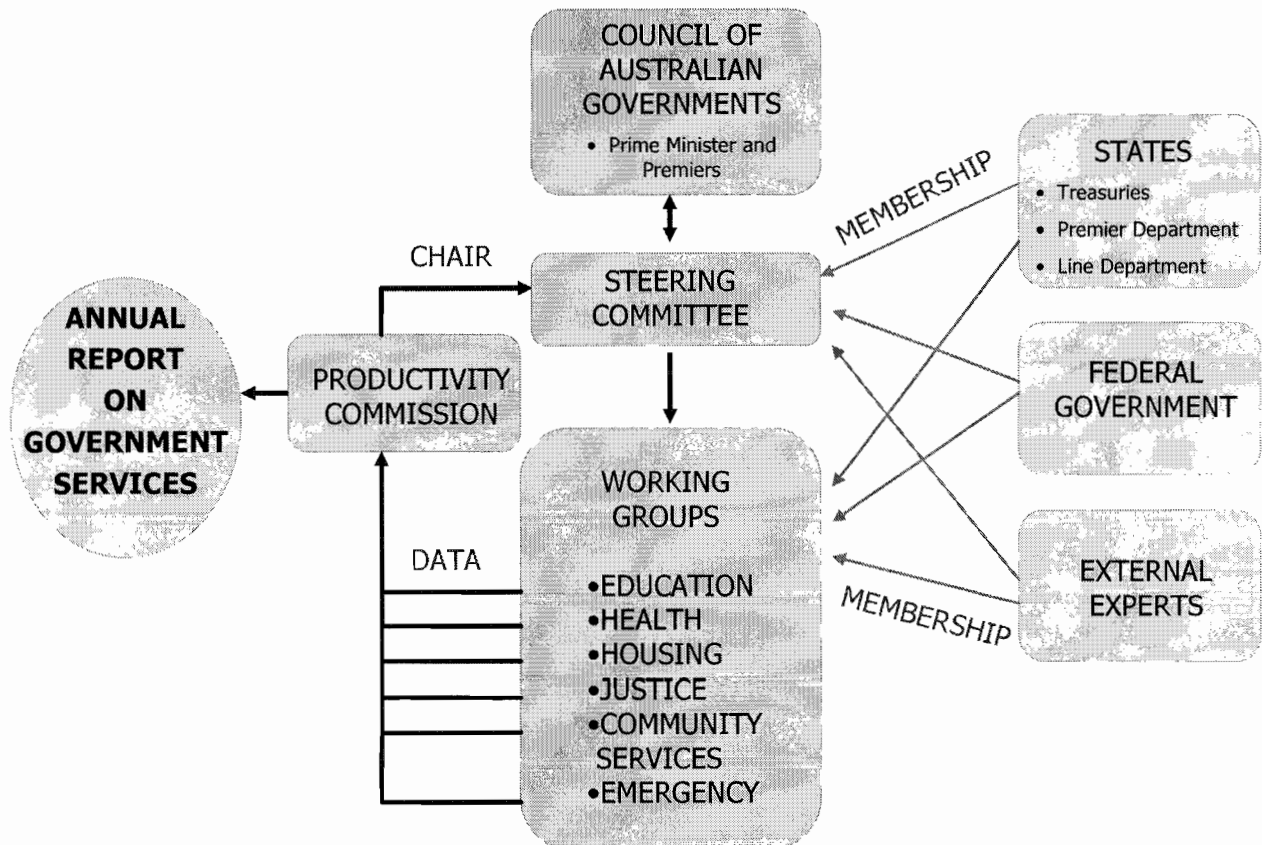 COUNCIL OF
AUSTRALIAN
GOVERNMENTS
• Prime Minister and
Premiers
STATES
• Treasuries
• Premier Department
• Line Department
MEMBERSHIP
CHAIR
STEERING
COMMITTEE
ANNUAL
REPORT
ON
GOVERNMENT
SERVICES
PRODUCTIVITY
COMMISSION
FEDERAL
GOVERNMENT
WORKING
GROUPS
DATA
•EDUCATION
•HEALTH
•HOUSING
•JUSTICE
•COMMUNITY
SERVICES
•EMERGENCY
MEMBERSHIP
EXTERNAL
EXPERTS